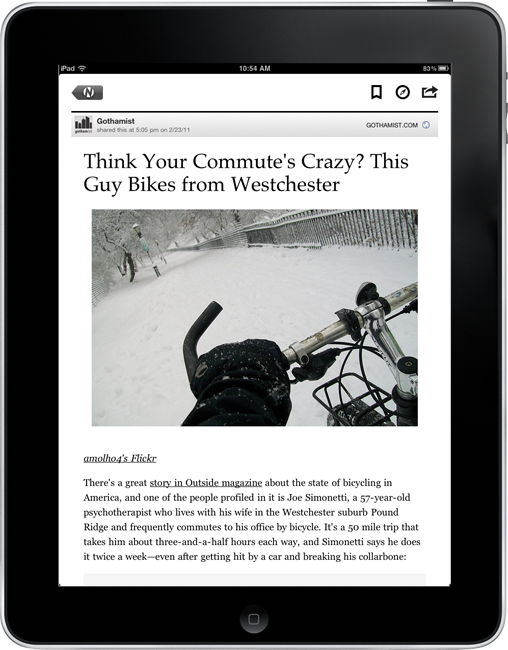 iPad 10:54 AM 83%
N
Gothamist
shared this at 5:05 pm on 2/23/11
GOTHAMIST.COM
gothamist
Think Your Commute's Crazy? This
Guy Bikes from Westchester
amolho4's Flickr
There's a great story in Outside magazine about the state of bicycling in
America, and one of the people profiled in it is Joe Simonetti, a 57-year-old
psychotherapist who lives with his wife in the Westchester suburb Pound
Ridge and frequently commutes to his office by bicycle. It's a 50 mile trip that
takes him about three-and-a-half hours each way, and Simonetti says he does
it twice a week—even after getting hit by a car and breaking his collarbone: